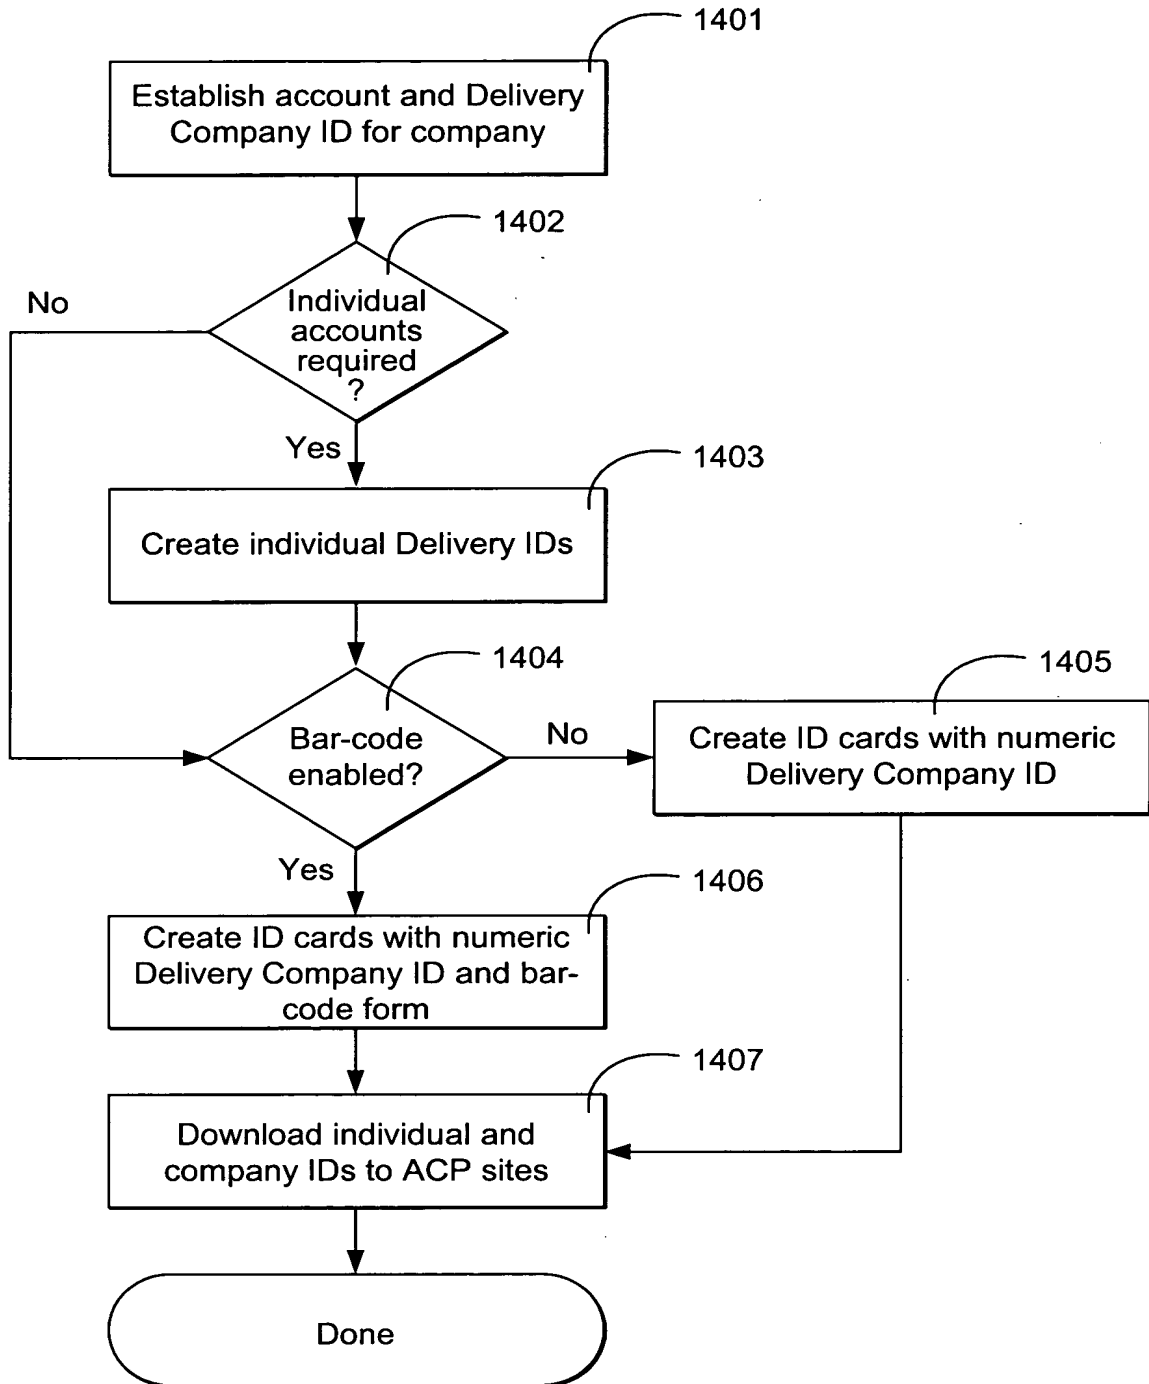 1401
Establish account and Delivery
Company ID for company
1402
No
Individual
accounts
required
?
Yes
1403
Create individual Delivery IDs
1404
1405
Bar-code
enabled?
No
Create ID cards with numeric
Delivery Company ID
Yes
1406
Create ID cards with numeric
Delivery Company ID and bar-
code form
1407
Download individual and
company IDs to ACP sites
Done